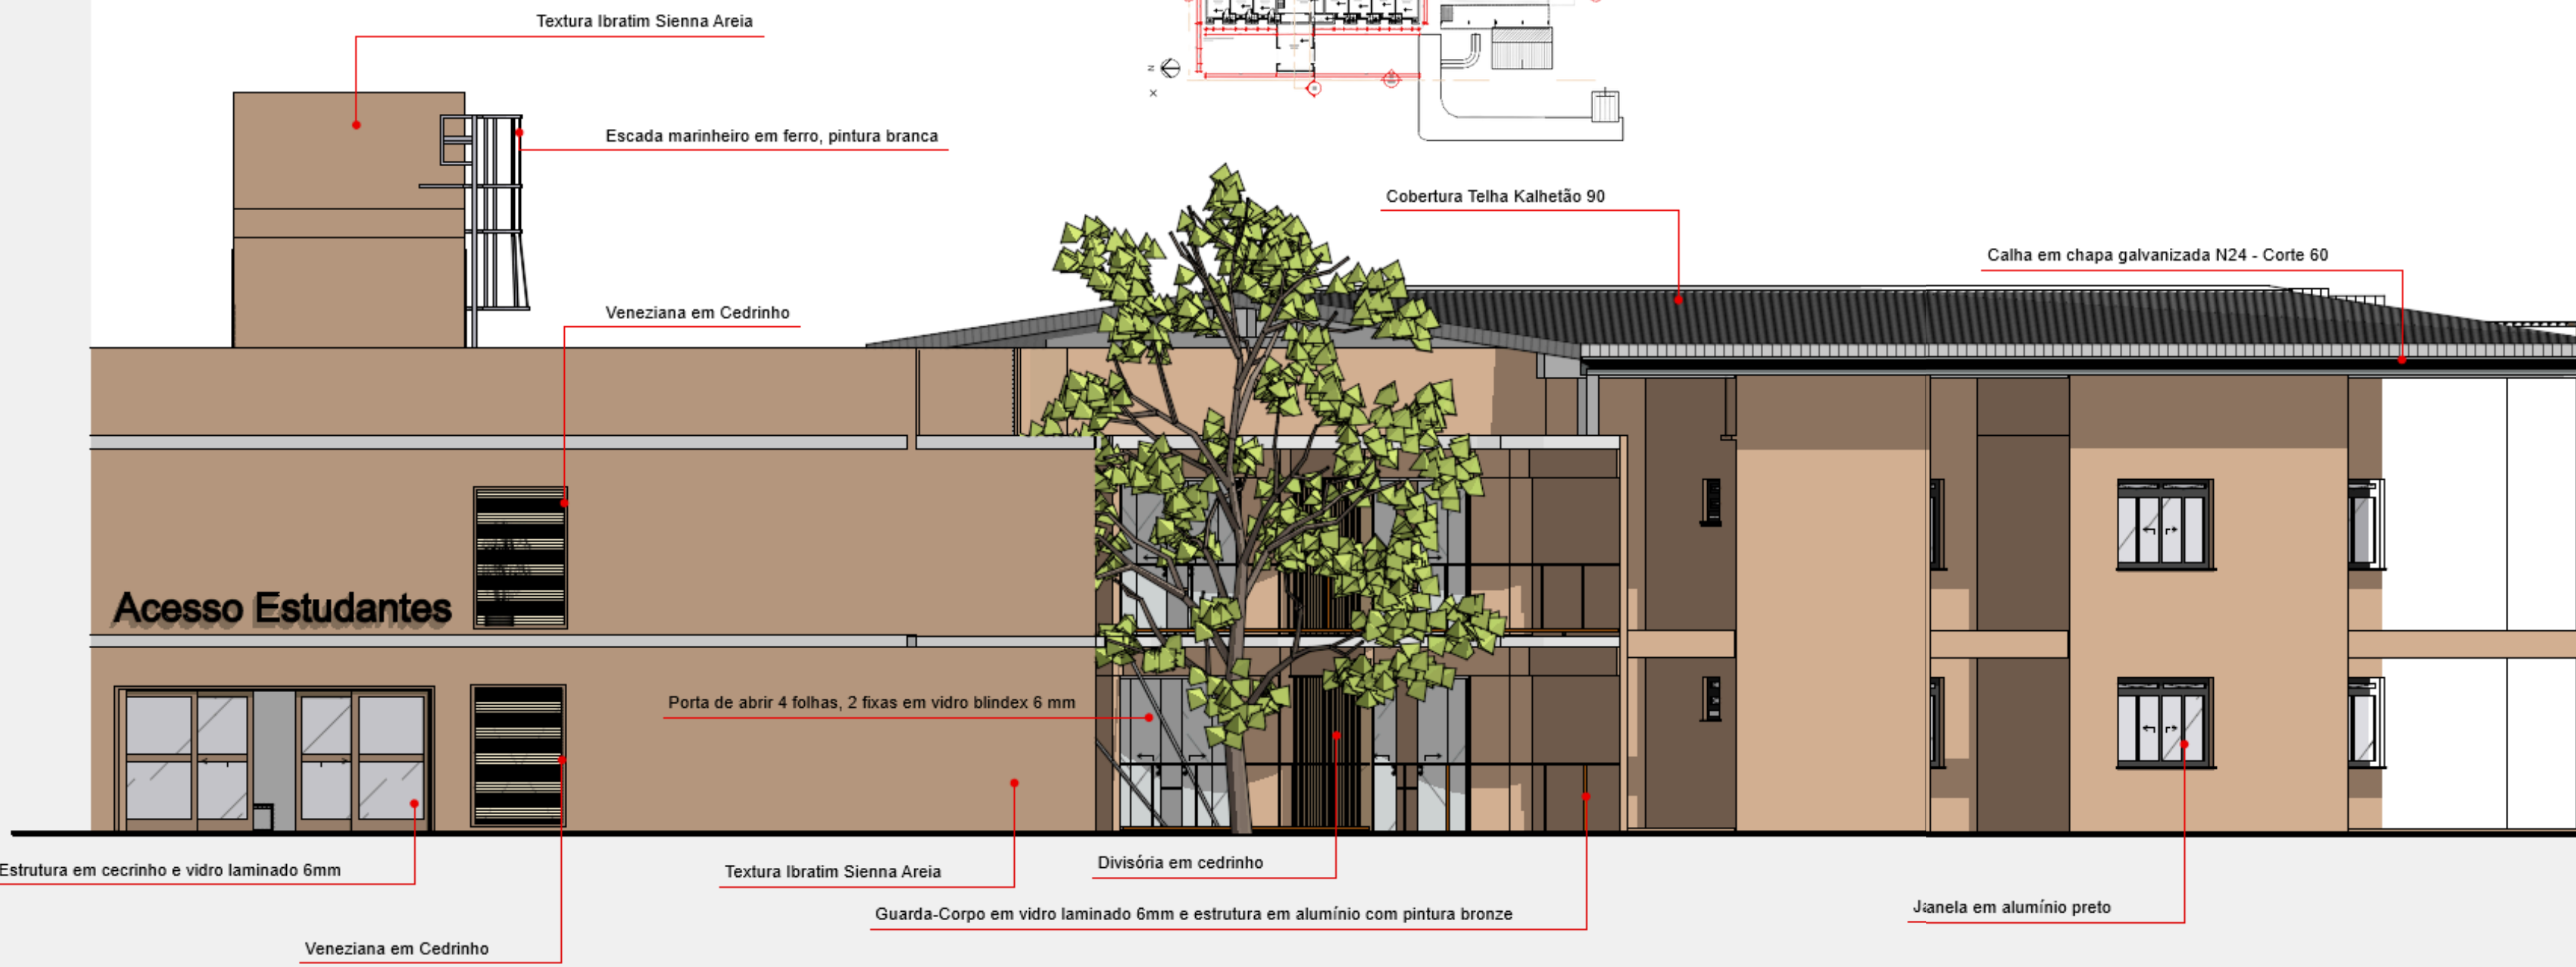 Textura Ibratim Sienna Areia
Escada marinheiro em ferro, pintura branca
Cobertura Telha Kalhetão 90
Calha em chapa galvanizada N24 - Corte 60
Veneziana em Cedrinho
Acesso Estudantes
Porta de abrir 4 folhas, 2 fixas em vidro blindex 6 mm
Estrutura em cecrinho e vidro laminado 6mm
Textura Ibratim Sienna Areia
Divisória em cedrinho
Guarda-Corpo em vidro laminado 6mm e estrutura em alumínio com pintura bronze
Janela em alumínio preto
Veneziana em Cedrinho